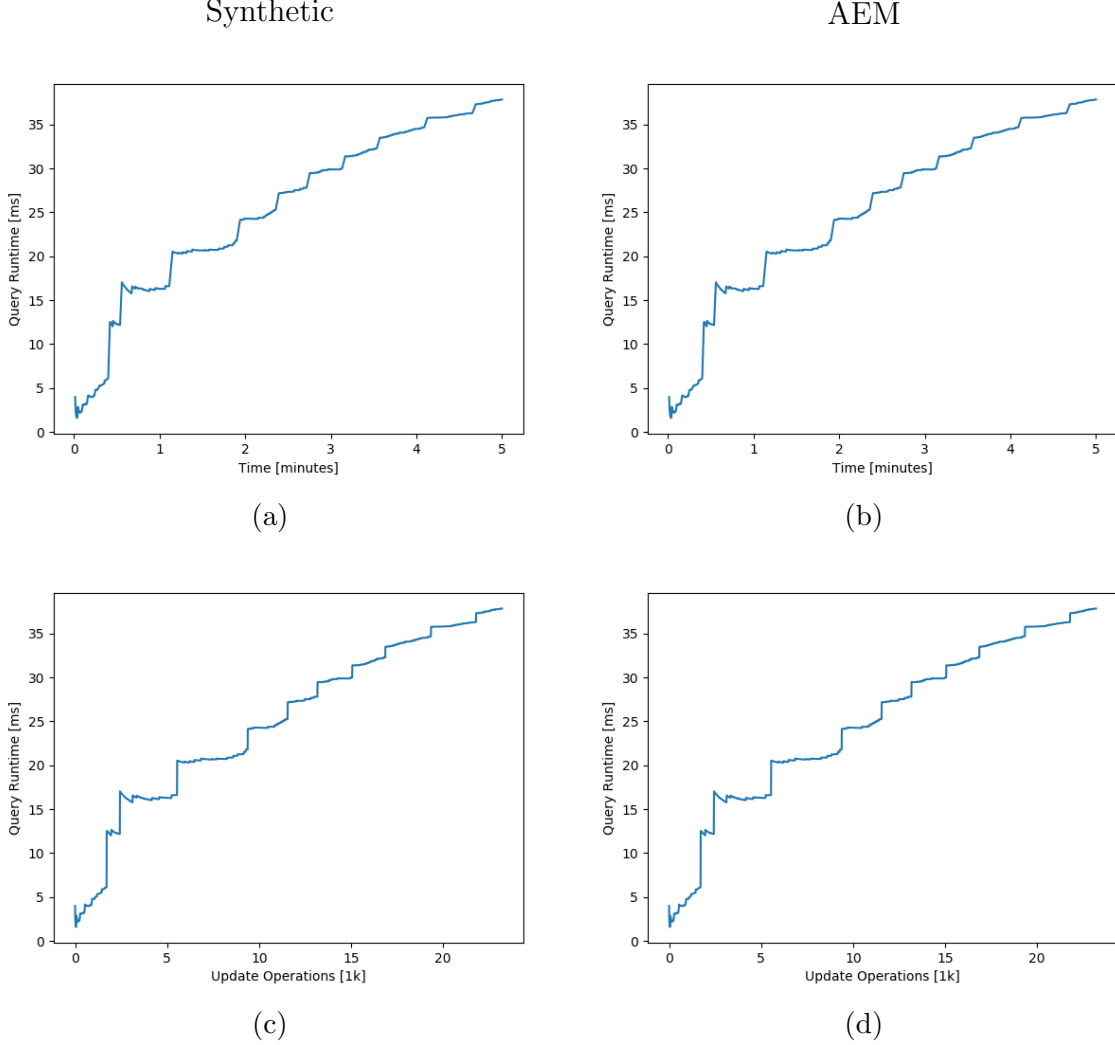 Synthetic AEM
35 35
30 30
25 25
20 20
15 15
10 10
5 5
0 0
Query Runtime [ms] Query Runtime [ms]
0 1 2 3 4 5 0 1 2 3 4 5
Time [minutes] Time [minutes]
(a) (b)
35 35
30 30
25 25
20 20
15 15
10 10
5 5
0 0
Query Runtime [ms] Query Runtime [ms]
0 5 10 15 20 0 5 10 15 20
Update Operations [1k] Update Operations [1k]
(c) (d)